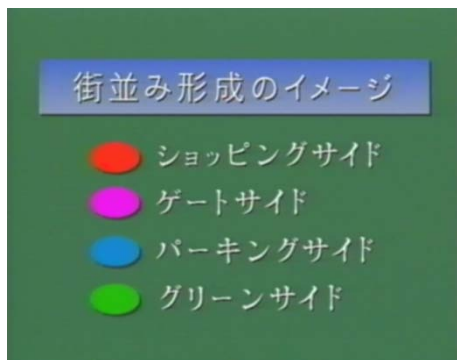 街並み形成のイメージ
ショッピングサイド
ゲートサイド
パーキングサイド
グリーンサイド